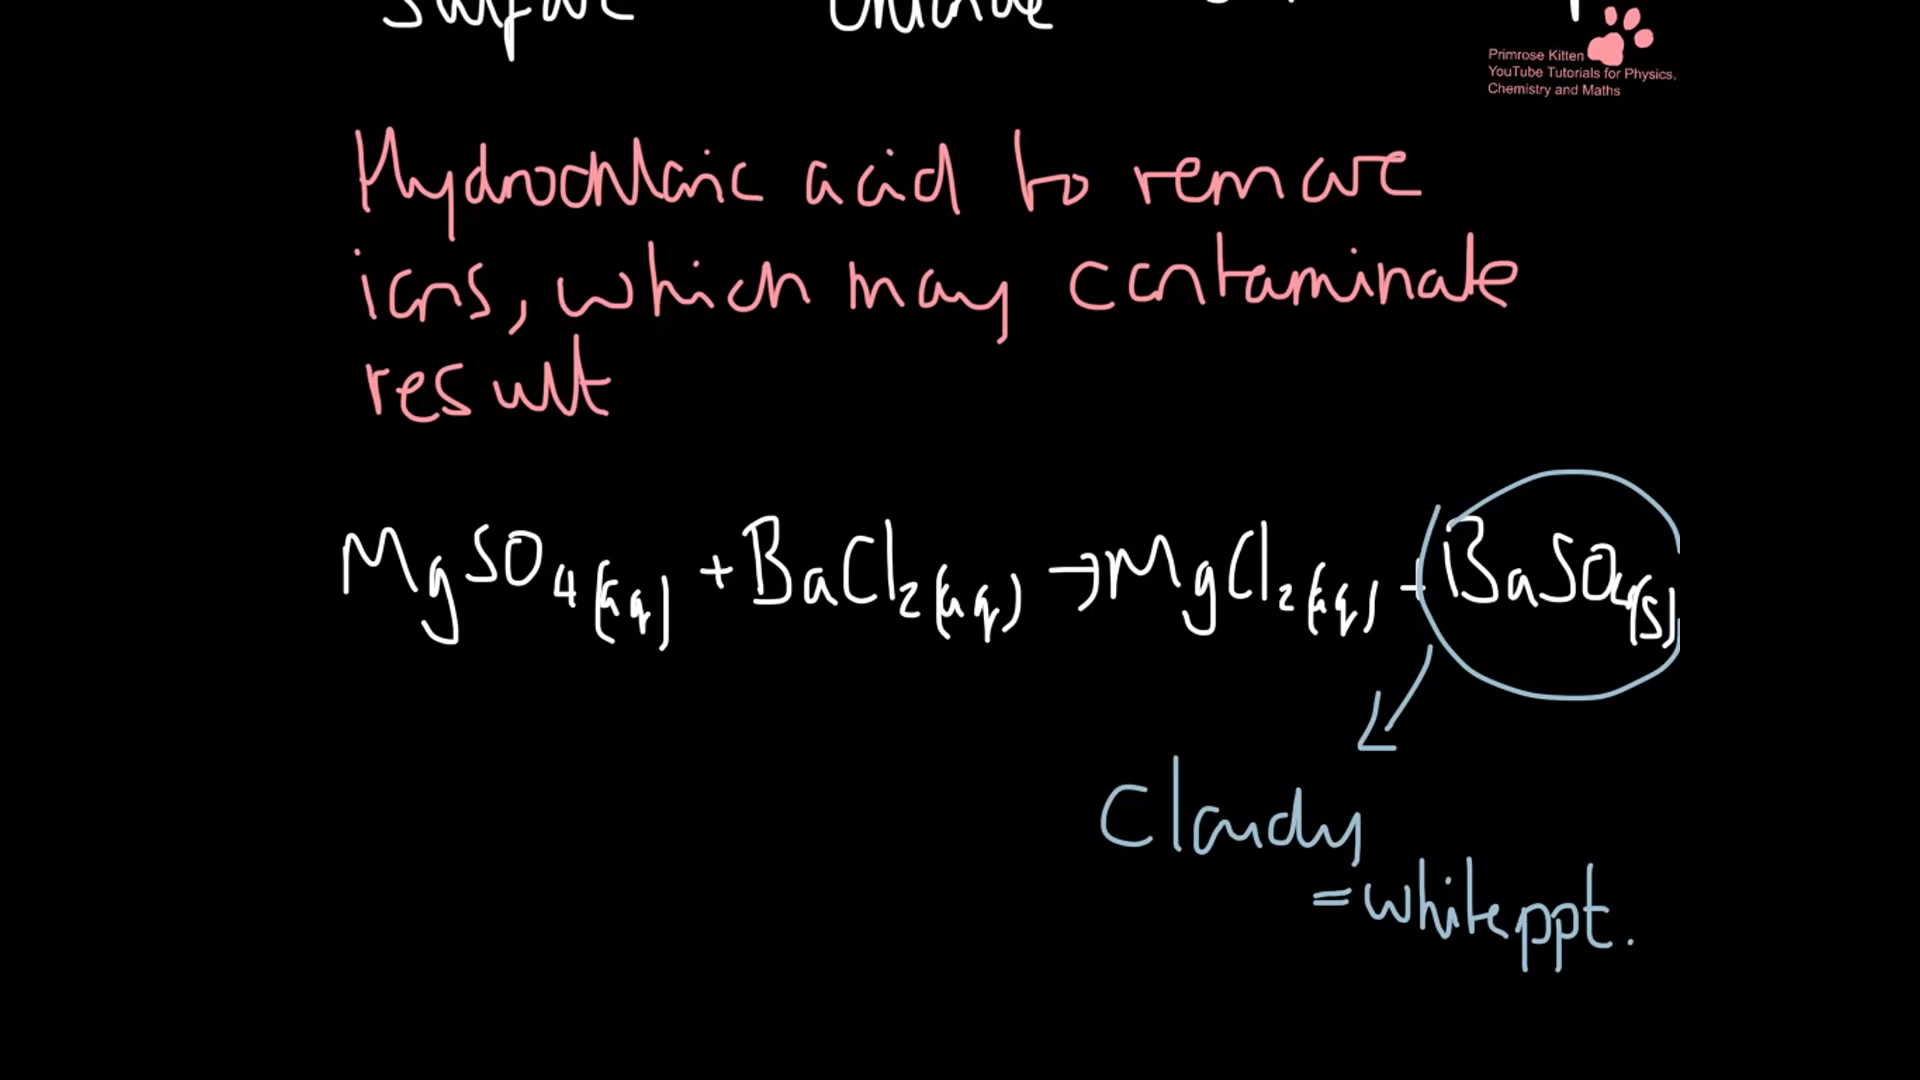 Primrose Kitten
YouTube Tutorials for Physics,
Chemistry and Maths
Hydrochloric acid to remove
ions, which may contaminate
result
MgSO₄(aq) + BaCl₂(aq) → MgCl₂(aq) + BaSO₄(s)
Cloudy
= white ppt.